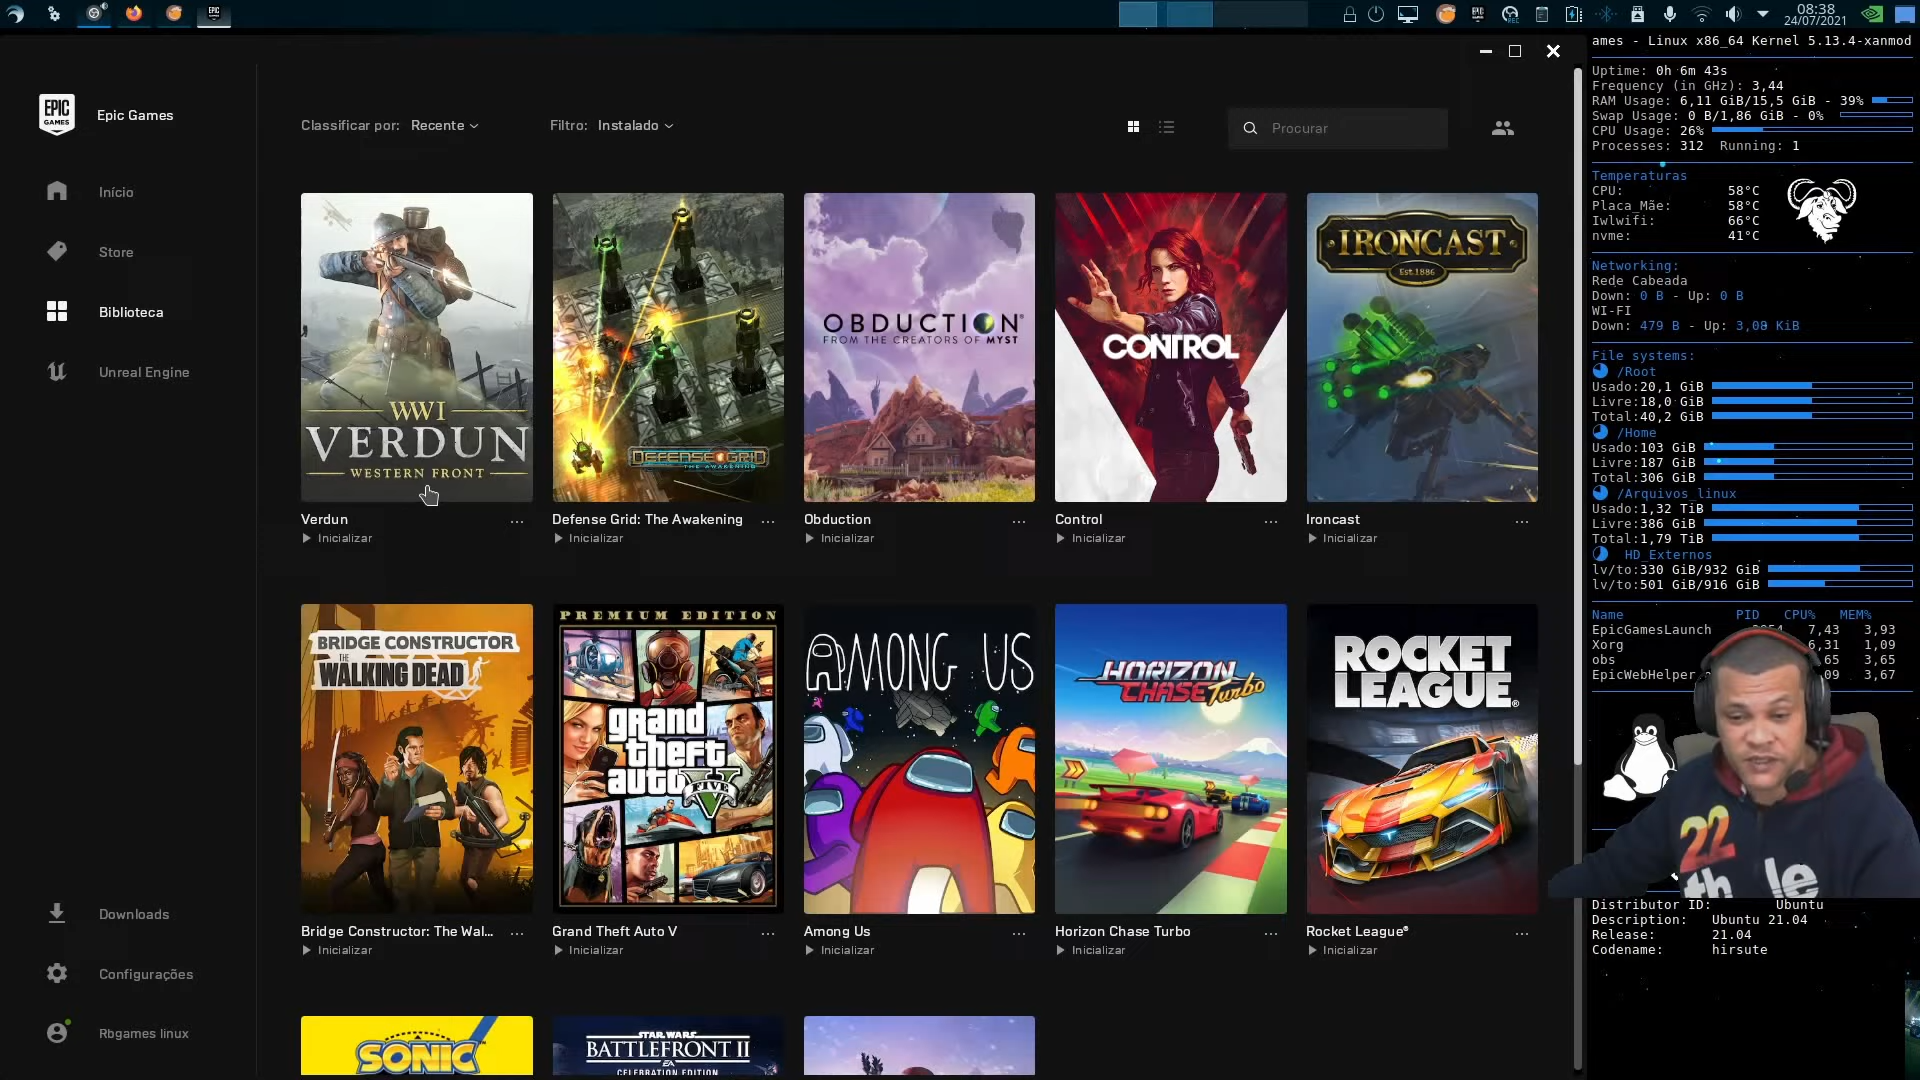 08:38
24/07/2021
ames - Linux x86_64 Kernel 5.13.4-xanmod
EPIC GAMES
Epic Games
Início
Store
Biblioteca
Unreal Engine
Downloads
Configurações
Rbgames linux
Classificar por: Recente
Filtro: Instalado
Procurar
WWI
VERDUN
WESTERN FRONT
DEFENSE GRID
THE AWAKENING
OBDUCTION
FROM THE CREATORS OF MYST
CONTROL
IRONCAST
Est.1886
Verdun ...
Inicializar
Defense Grid: The Awakening ...
Inicializar
Obduction ...
Inicializar
Control ...
Inicializar
Ironcast ...
Inicializar
BRIDGE CONSTRUCTOR
THE WALKING DEAD
PREMIUM EDITION
grand
theft
auto V
FIVE
AMONG US
HORIZON
CHASE Turbo
ROCKET
LEAGUE®
Bridge Constructor: The Wal... ...
Inicializar
Grand Theft Auto V ...
Inicializar
Among Us ...
Inicializar
Horizon Chase Turbo ...
Inicializar
Rocket League® ...
Inicializar
SONIC
STAR WARS
BATTLEFRONT II
EA
CELEBRATION EDITION
Uptime: 0h 6m 43s
Frequency (in GHz): 3,44
RAM Usage: 6,11 GiB/15,5 GiB - 39%
Swap Usage: 0 B/1,86 GiB - 0%
CPU Usage: 26%
Processes: 312 Running: 1
Temperaturas
CPU: 58°C
Placa Mãe: 58°C
Iwlwifi: 66°C
nvme: 41°C
Networking:
Rede Cabeada
Down: 0 B - Up: 0 B
WI-FI
Down: 479 B - Up: 3,08 KiB
File systems:
/Root
Usado:20,1 GiB
Livre:18,0 GiB
Total:40,2 GiB
/Home
Usado:103 GiB
Livre:187 GiB
Total:306 GiB
/Arquivos_linux
Usado:1,32 TiB
Livre:386 GiB
Total:1,79 TiB
HD_Externos
lv/to:330 GiB/932 GiB
lv/to:501 GiB/916 GiB
Name PID CPU% MEM%
EpicGamesLaunch 7,43 3,93
Xorg 6,31 1,09
obs 65 3,65
EpicWebHelper 09 3,67
22
Distributor ID: Ubuntu
Description: Ubuntu 21.04
Release: 21.04
Codename: hirsute